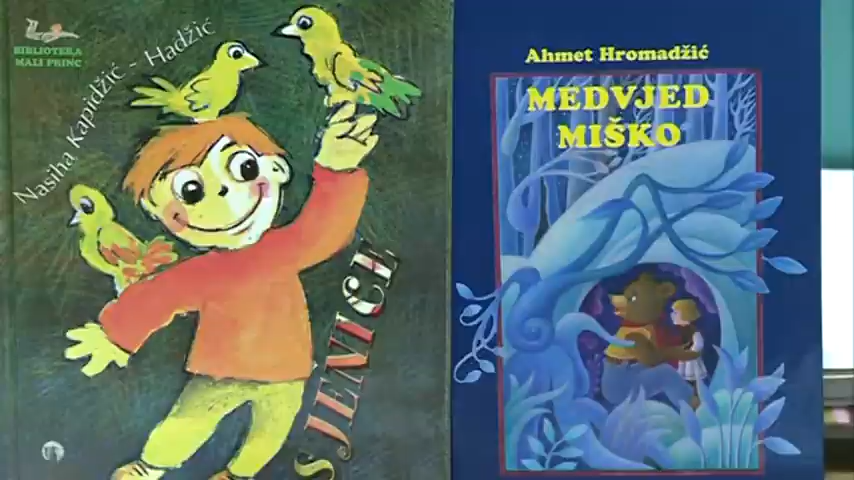 BIBLIOTEKA
MALI PRINC
Nasiha Kapidžić - Hadžić
SJENICE
Ahmet Hromadžić
MEDVJED
MIŠKO